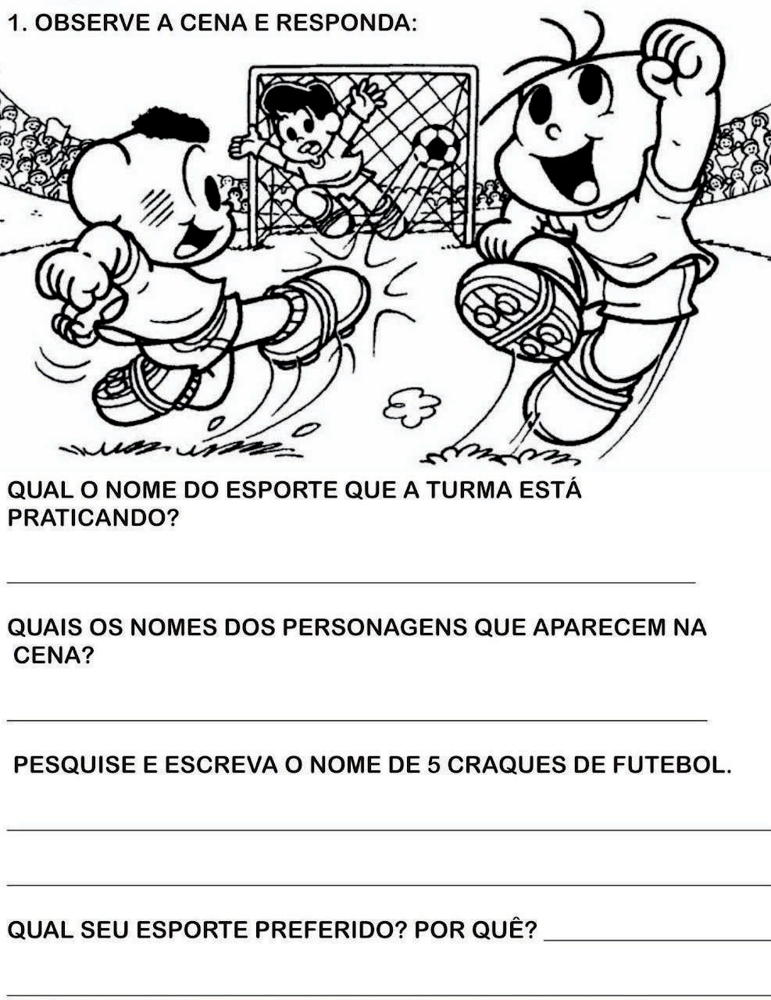 1. OBSERVE A CENA E RESPONDA:
QUAL O NOME DO ESPORTE QUE A TURMA ESTÁ
PRATICANDO?
QUAIS OS NOMES DOS PERSONAGENS QUE APARECEM NA
CENA?
PESQUISE E ESCREVA O NOME DE 5 CRAQUES DE FUTEBOL.
QUAL SEU ESPORTE PREFERIDO? POR QUÊ?